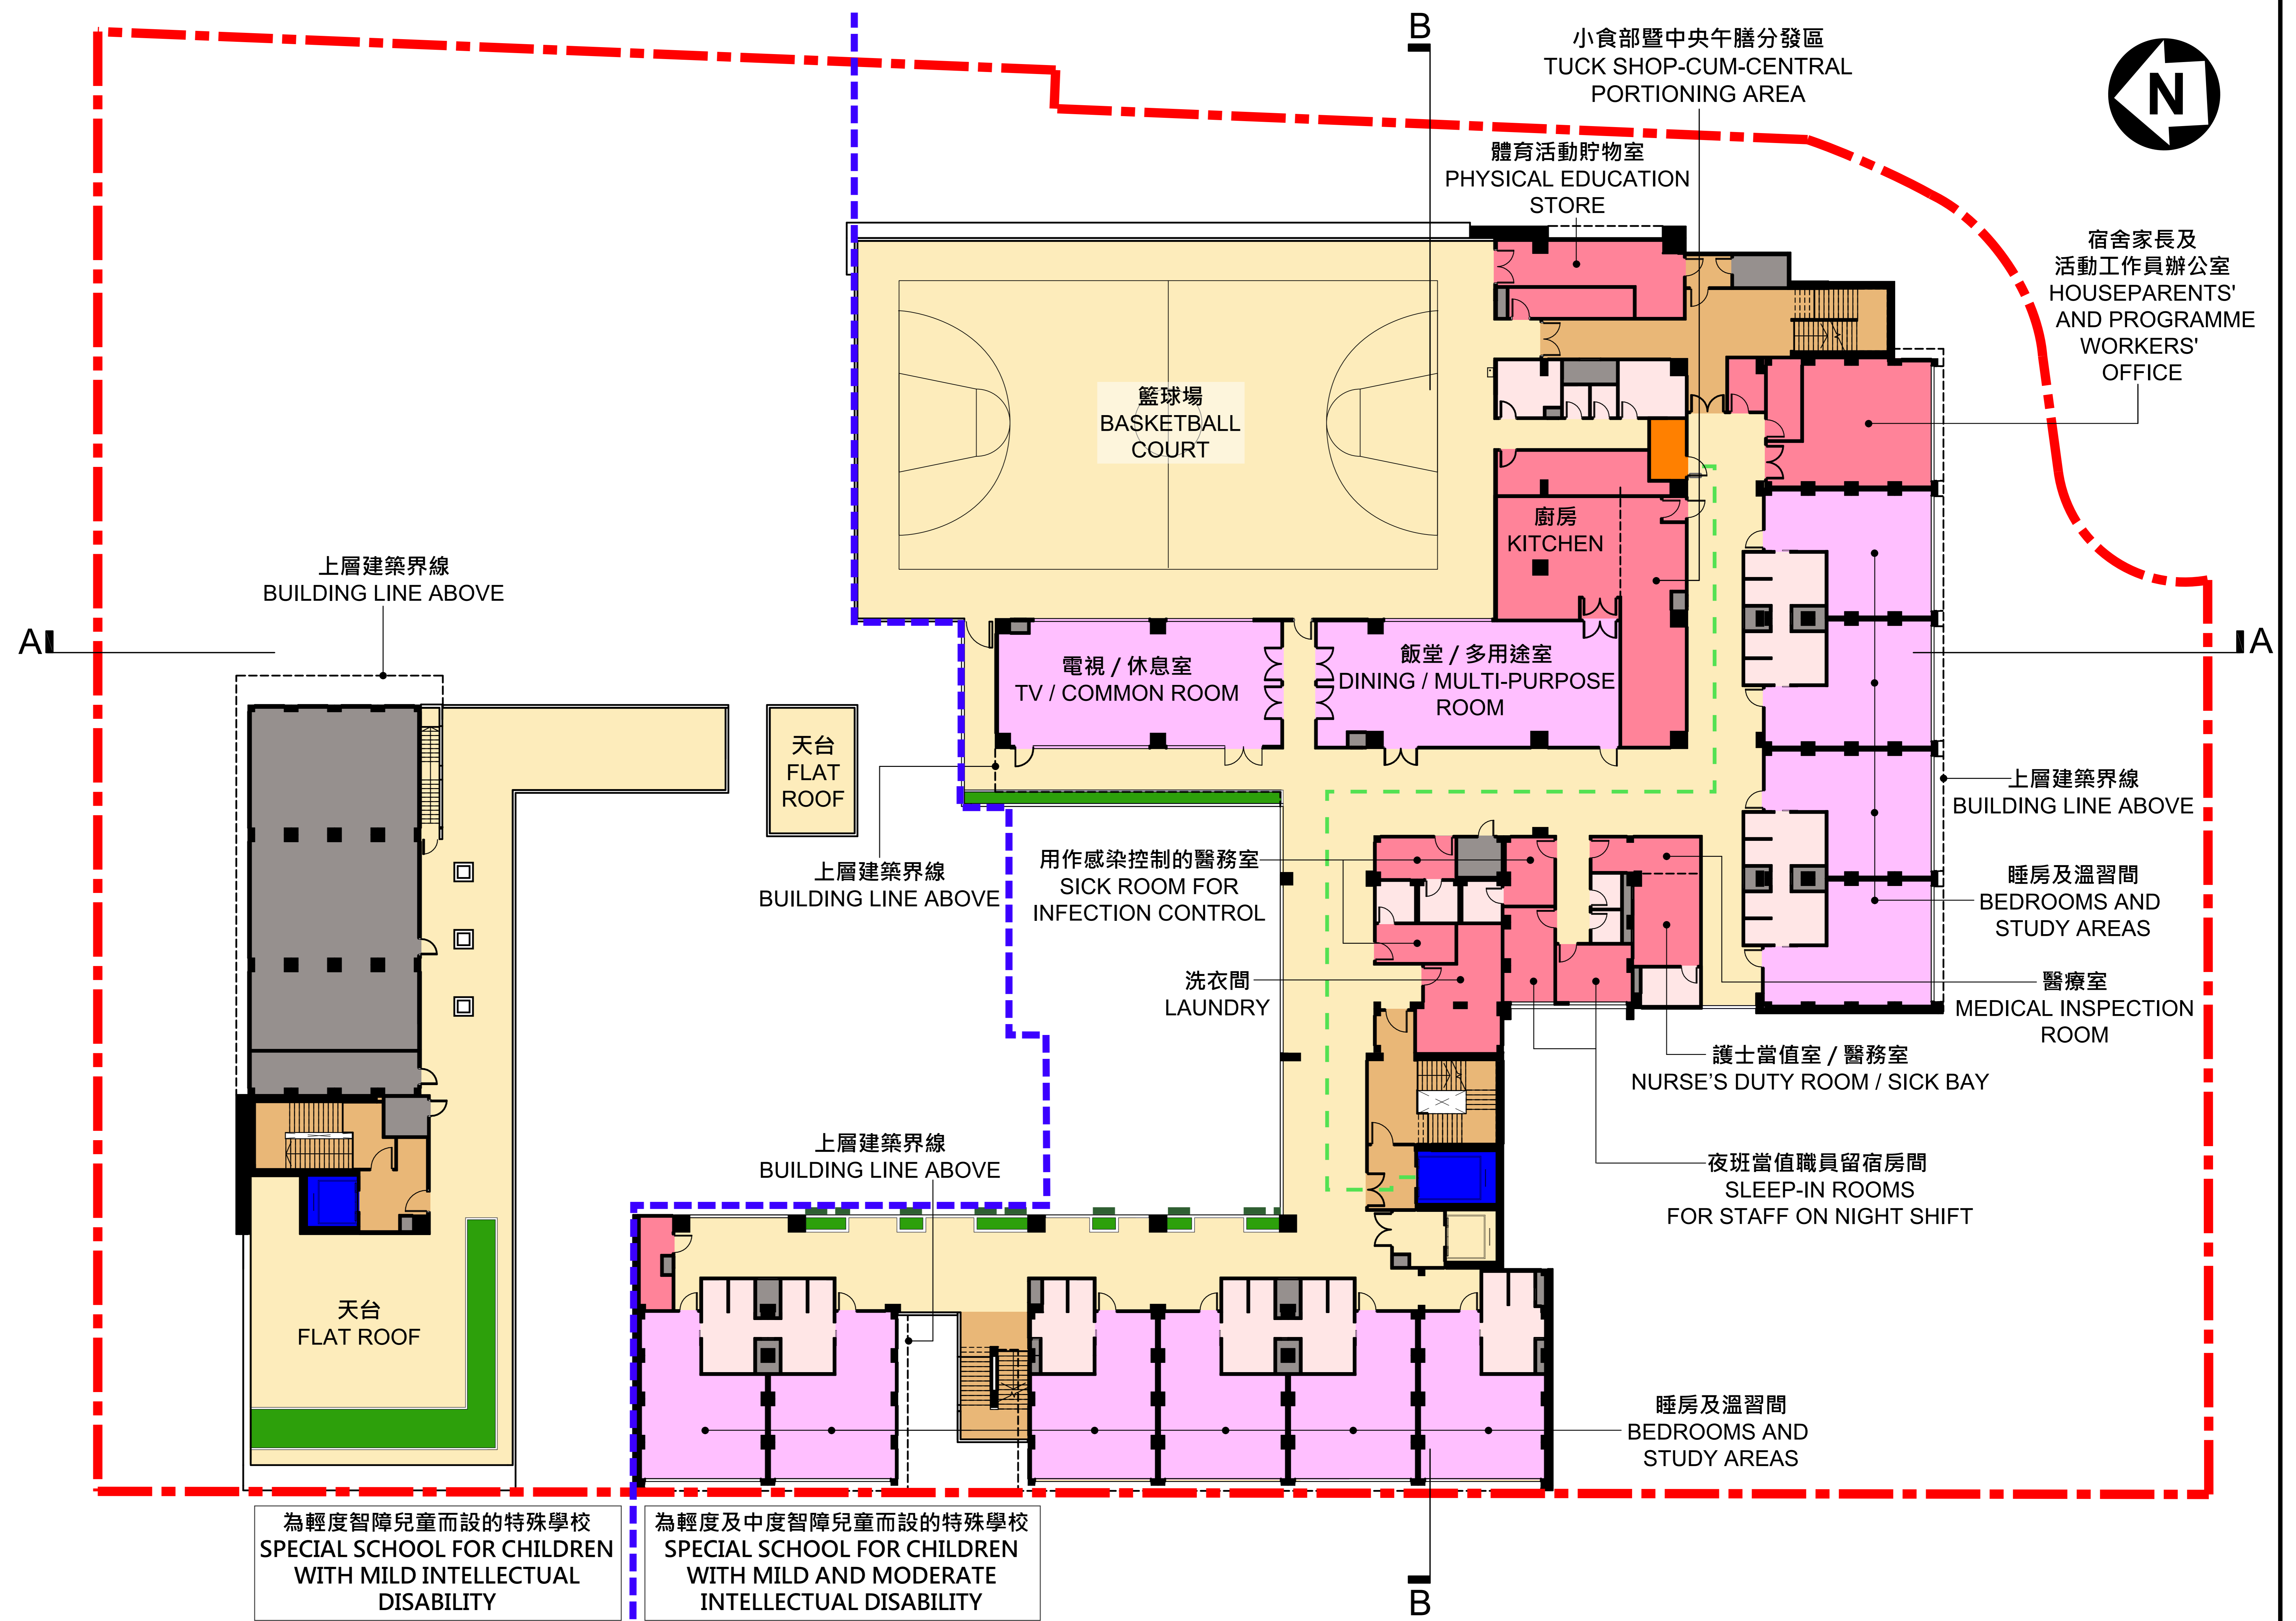 B
小食部暨中央午膳分發區
TUCK SHOP-CUM-CENTRAL
PORTIONING AREA
N
體育活動貯物室
PHYSICAL EDUCATION
STORE
宿舍家長及
活動工作員辦公室
HOUSEPARENTS'
AND PROGRAMME
WORKERS'
OFFICE
籃球場
BASKETBALL
COURT
廚房
KITCHEN
上層建築界線
BUILDING LINE ABOVE
A
A
電視 / 休息室
TV / COMMON ROOM
飯堂 / 多用途室
DINING / MULTI-PURPOSE
ROOM
天台
FLAT
ROOF
上層建築界線
BUILDING LINE ABOVE
上層建築界線
BUILDING LINE ABOVE
用作感染控制的醫務室
SICK ROOM FOR
INFECTION CONTROL
睡房及溫習間
BEDROOMS AND
STUDY AREAS
洗衣間
LAUNDRY
醫療室
MEDICAL INSPECTION
ROOM
護士當值室 / 醫務室
NURSE'S DUTY ROOM / SICK BAY
上層建築界線
BUILDING LINE ABOVE
夜班當值職員留宿房間
SLEEP-IN ROOMS
FOR STAFF ON NIGHT SHIFT
天台
FLAT ROOF
睡房及溫習間
BEDROOMS AND
STUDY AREAS
為輕度智障兒童而設的特殊學校
SPECIAL SCHOOL FOR CHILDREN
WITH MILD INTELLECTUAL
DISABILITY
為輕度及中度智障兒童而設的特殊學校
SPECIAL SCHOOL FOR CHILDREN
WITH MILD AND MODERATE
INTELLECTUAL DISABILITY
B